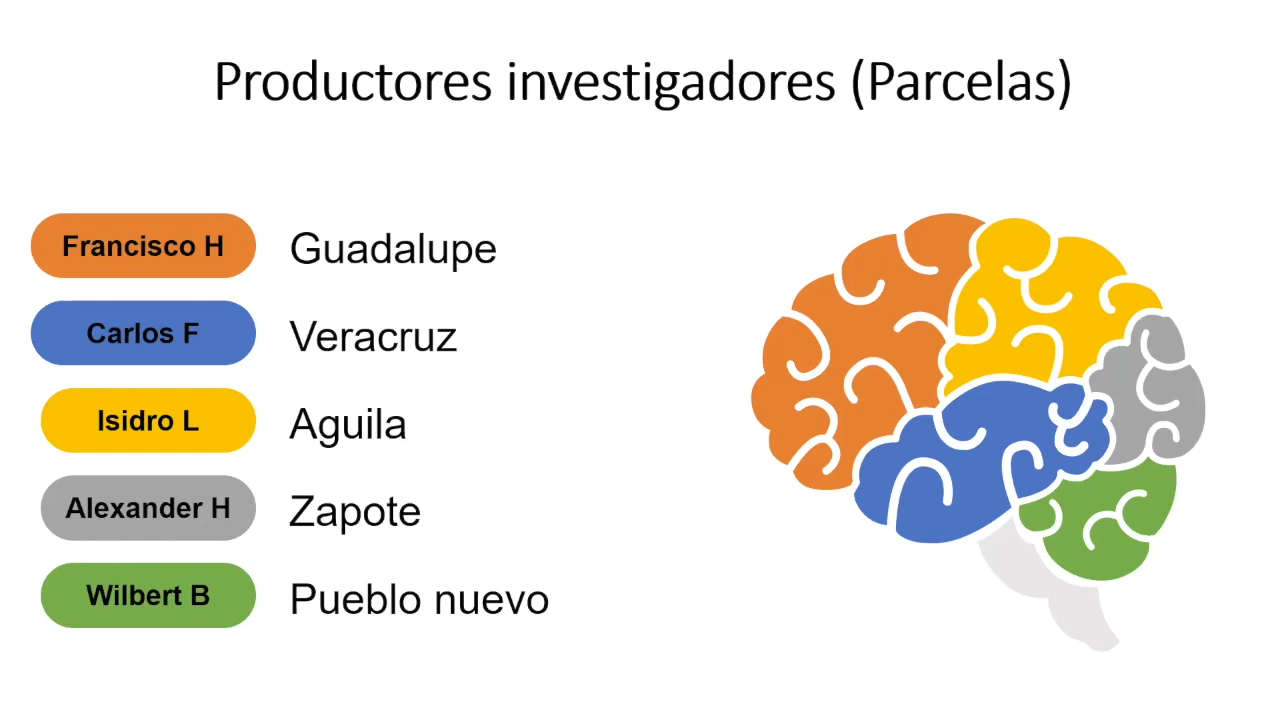 Productores investigadores (Parcelas)
Francisco H Guadalupe
Carlos F Veracruz
Isidro L Aguila
Alexander H Zapote
Wilbert B Pueblo nuevo